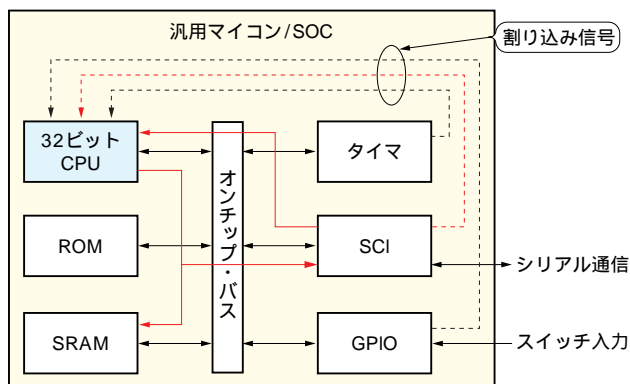 汎用マイコン/SOC
割り込み信号
32ビット
CPU
オンチップ・バス
タイマ
ROM
SCI
シリアル通信
SRAM
GPIO
スイッチ入力